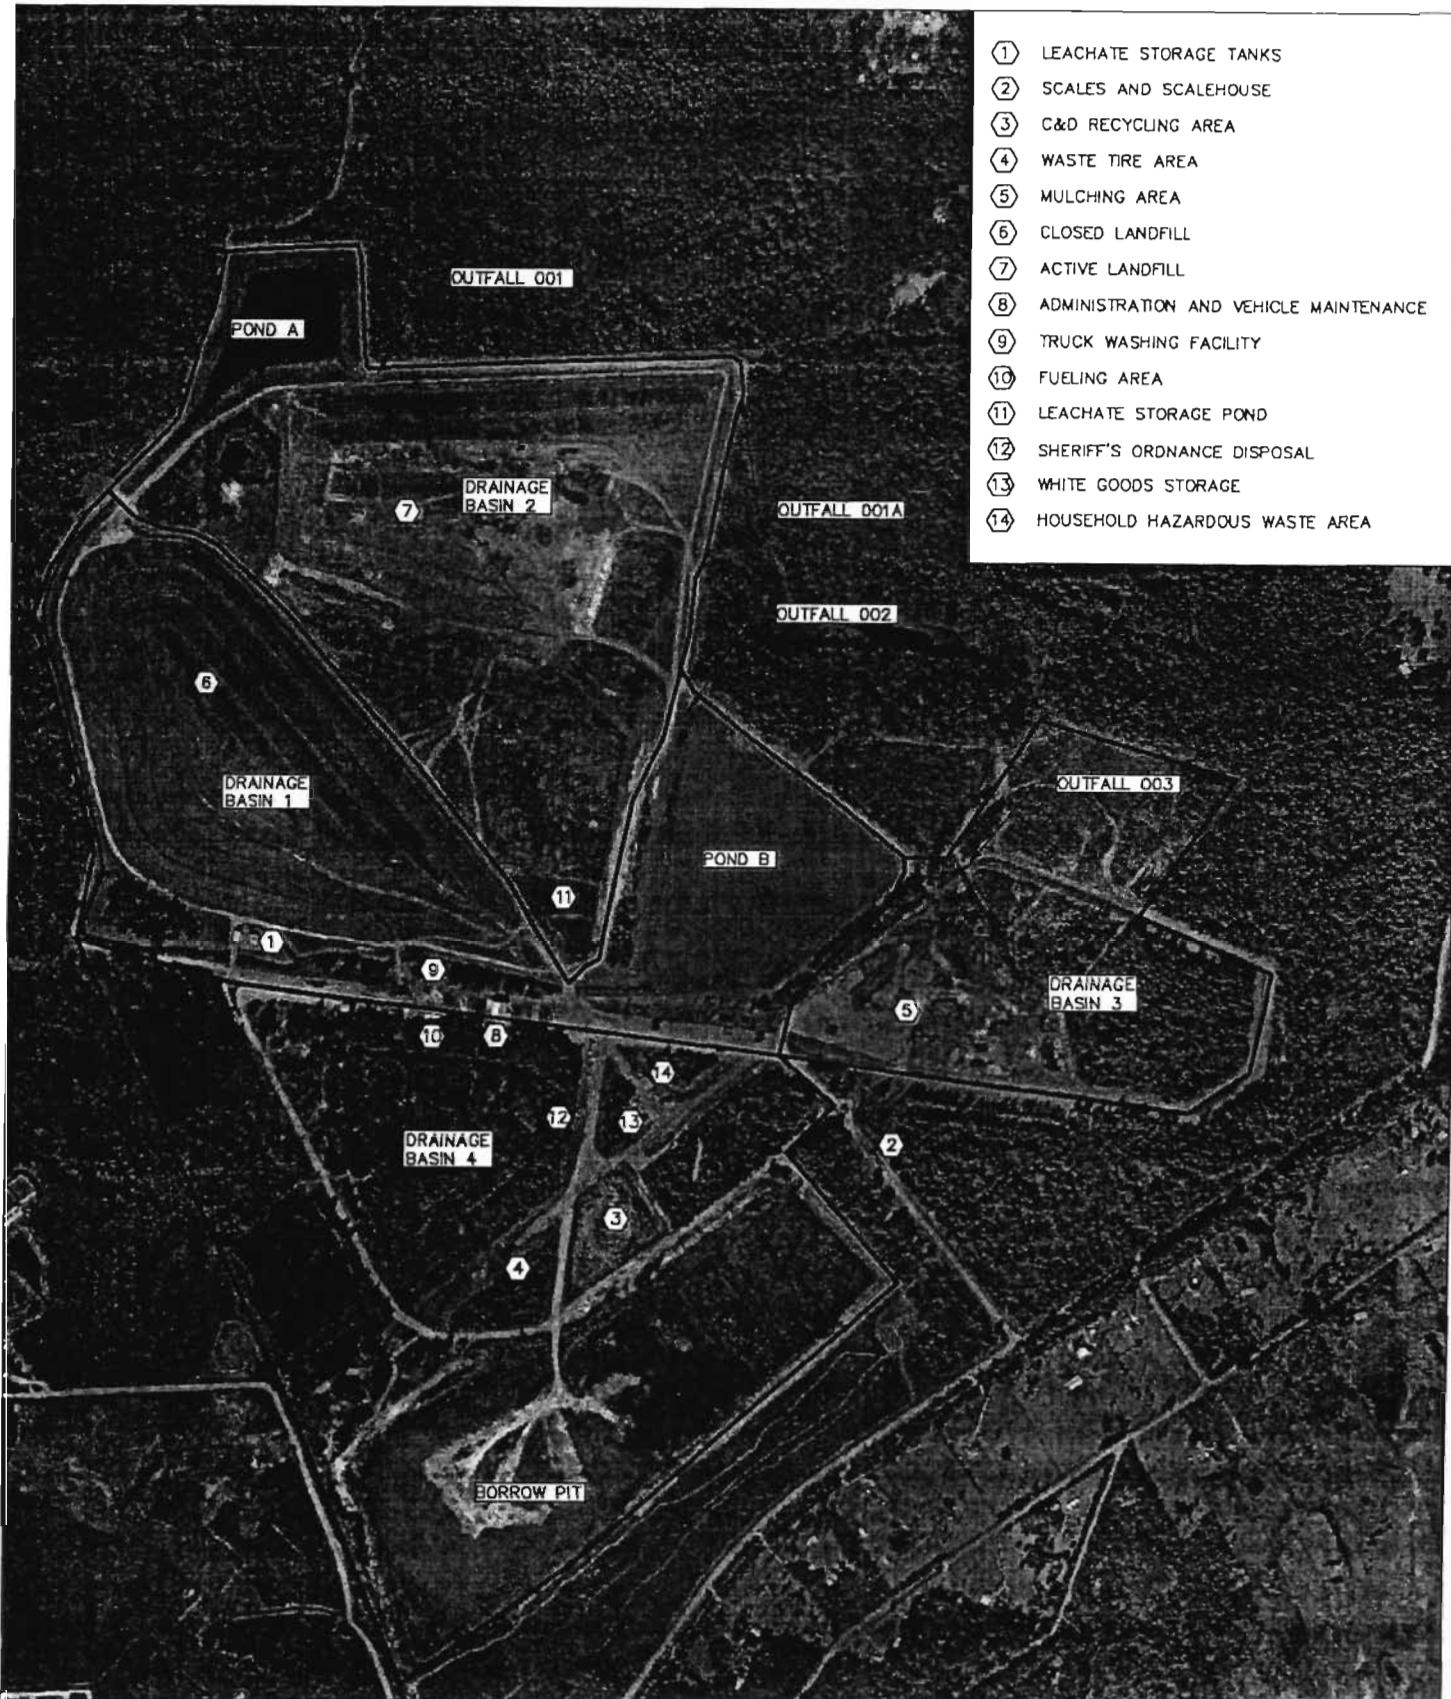 1 LEACHATE STORAGE TANKS
2 SCALES AND SCALEHOUSE
3 C&D RECYCLING AREA
4 WASTE TIRE AREA
5 MULCHING AREA
6 CLOSED LANDFILL
7 ACTIVE LANDFILL
8 ADMINISTRATION AND VEHICLE MAINTENANCE
9 TRUCK WASHING FACILITY
10 FUELING AREA
11 LEACHATE STORAGE POND
12 SHERIFF'S ORDNANCE DISPOSAL
13 WHITE GOODS STORAGE
14 HOUSEHOLD HAZARDOUS WASTE AREA
OUTFALL 001
POND A
DRAINAGE
BASIN 2
7
OUTFALL 001A
OUTFALL 002
6
DRAINAGE
BASIN 1
OUTFALL 003
POND B
11
1
9
DRAINAGE
BASIN 3
5
10
8
14
12
13
DRAINAGE
BASIN 4
2
3
4
BORROW PIT